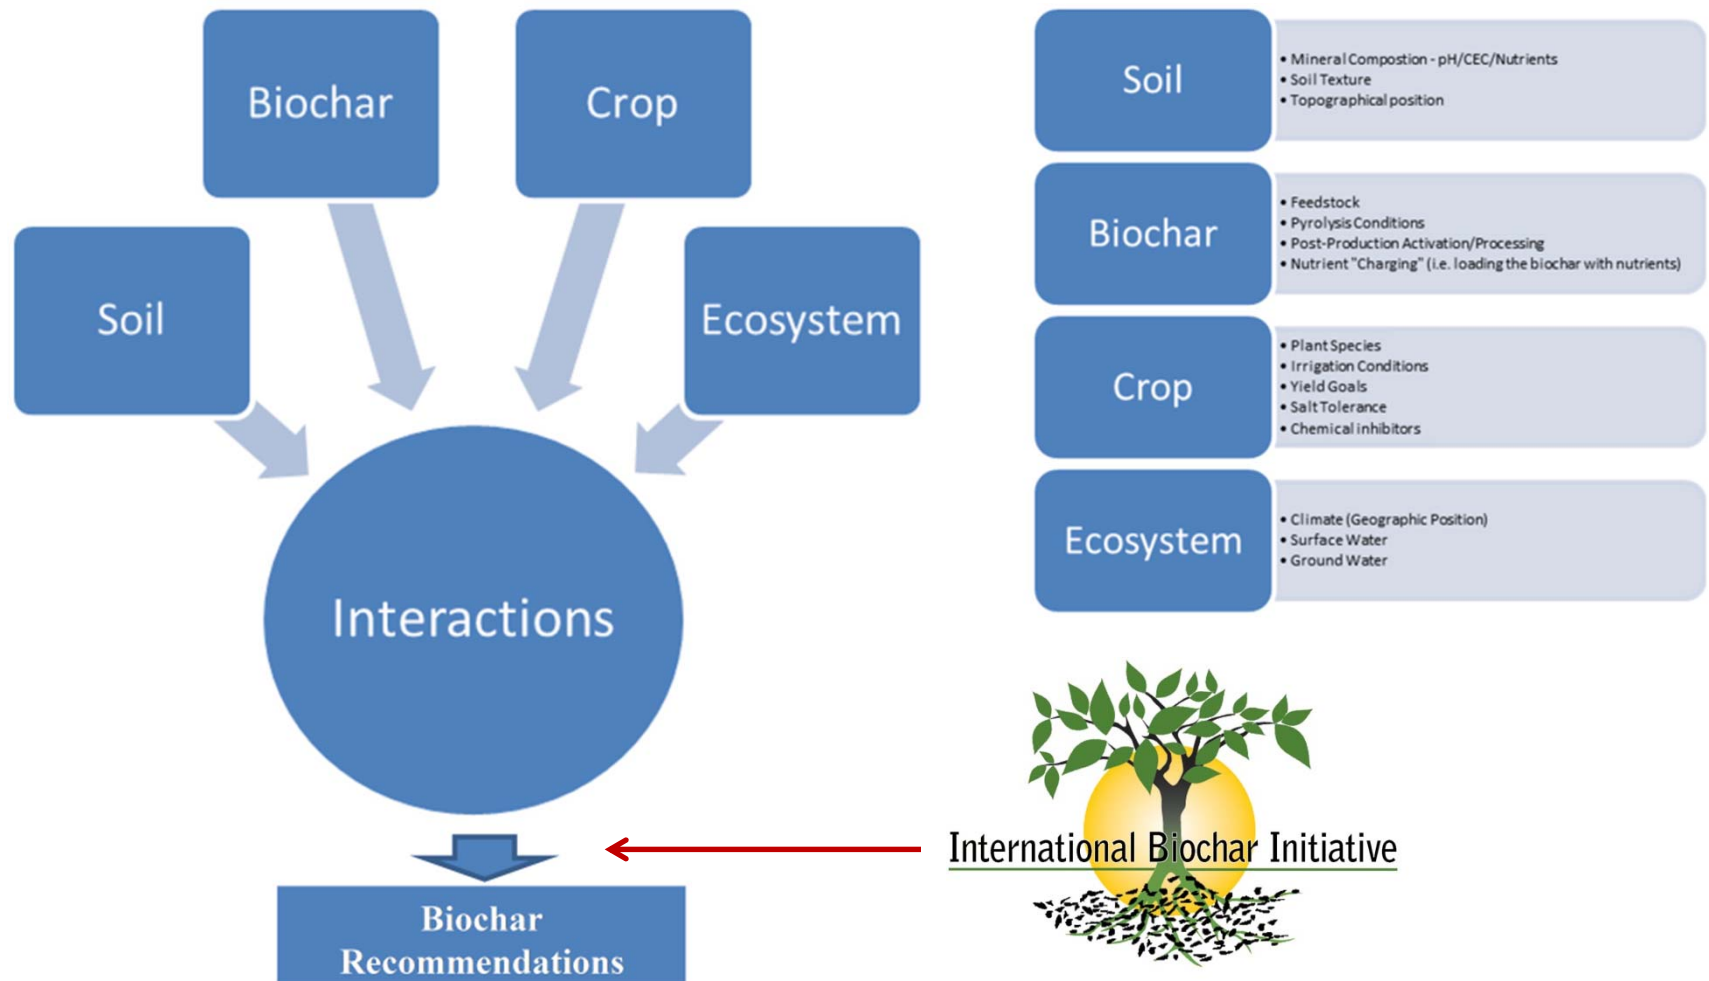 Biochar
Crop
Soil
Ecosystem
Interactions
Biochar
Recommendations
Soil
• Mineral Compostion - pH/CEC/Nutrients
• Soil Texture
• Topographical position
Biochar
• Feedstock
• Pyrolysis Conditions
• Post-Production Activation/Processing
• Nutrient "Charging" (i.e. loading the biochar with nutrients)
Crop
• Plant Species
• Irrigation Conditions
• Yield Goals
• Salt Tolerance
• Chemical inhibitors
Ecosystem
• Climate (Geographic Position)
• Surface Water
• Ground Water
International Biochar Initiative